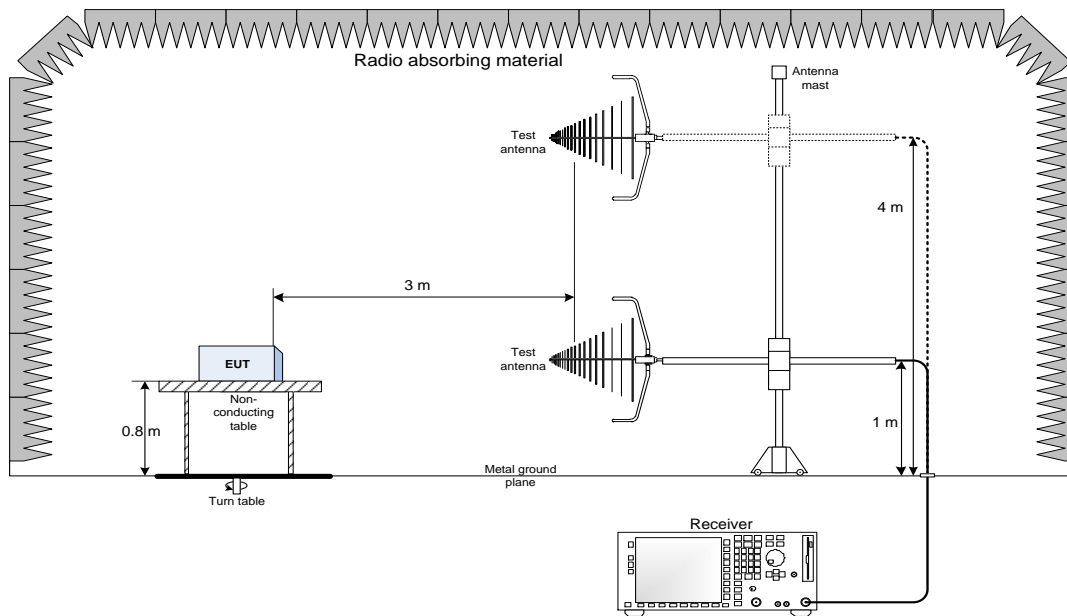 Radio absorbing material
Antenna
mast
Test
antenna
4 m
3 m
Test
antenna
EUT
Non-
conducting
table
0.8 m
1 m
Metal ground
plane
Turn table
Receiver